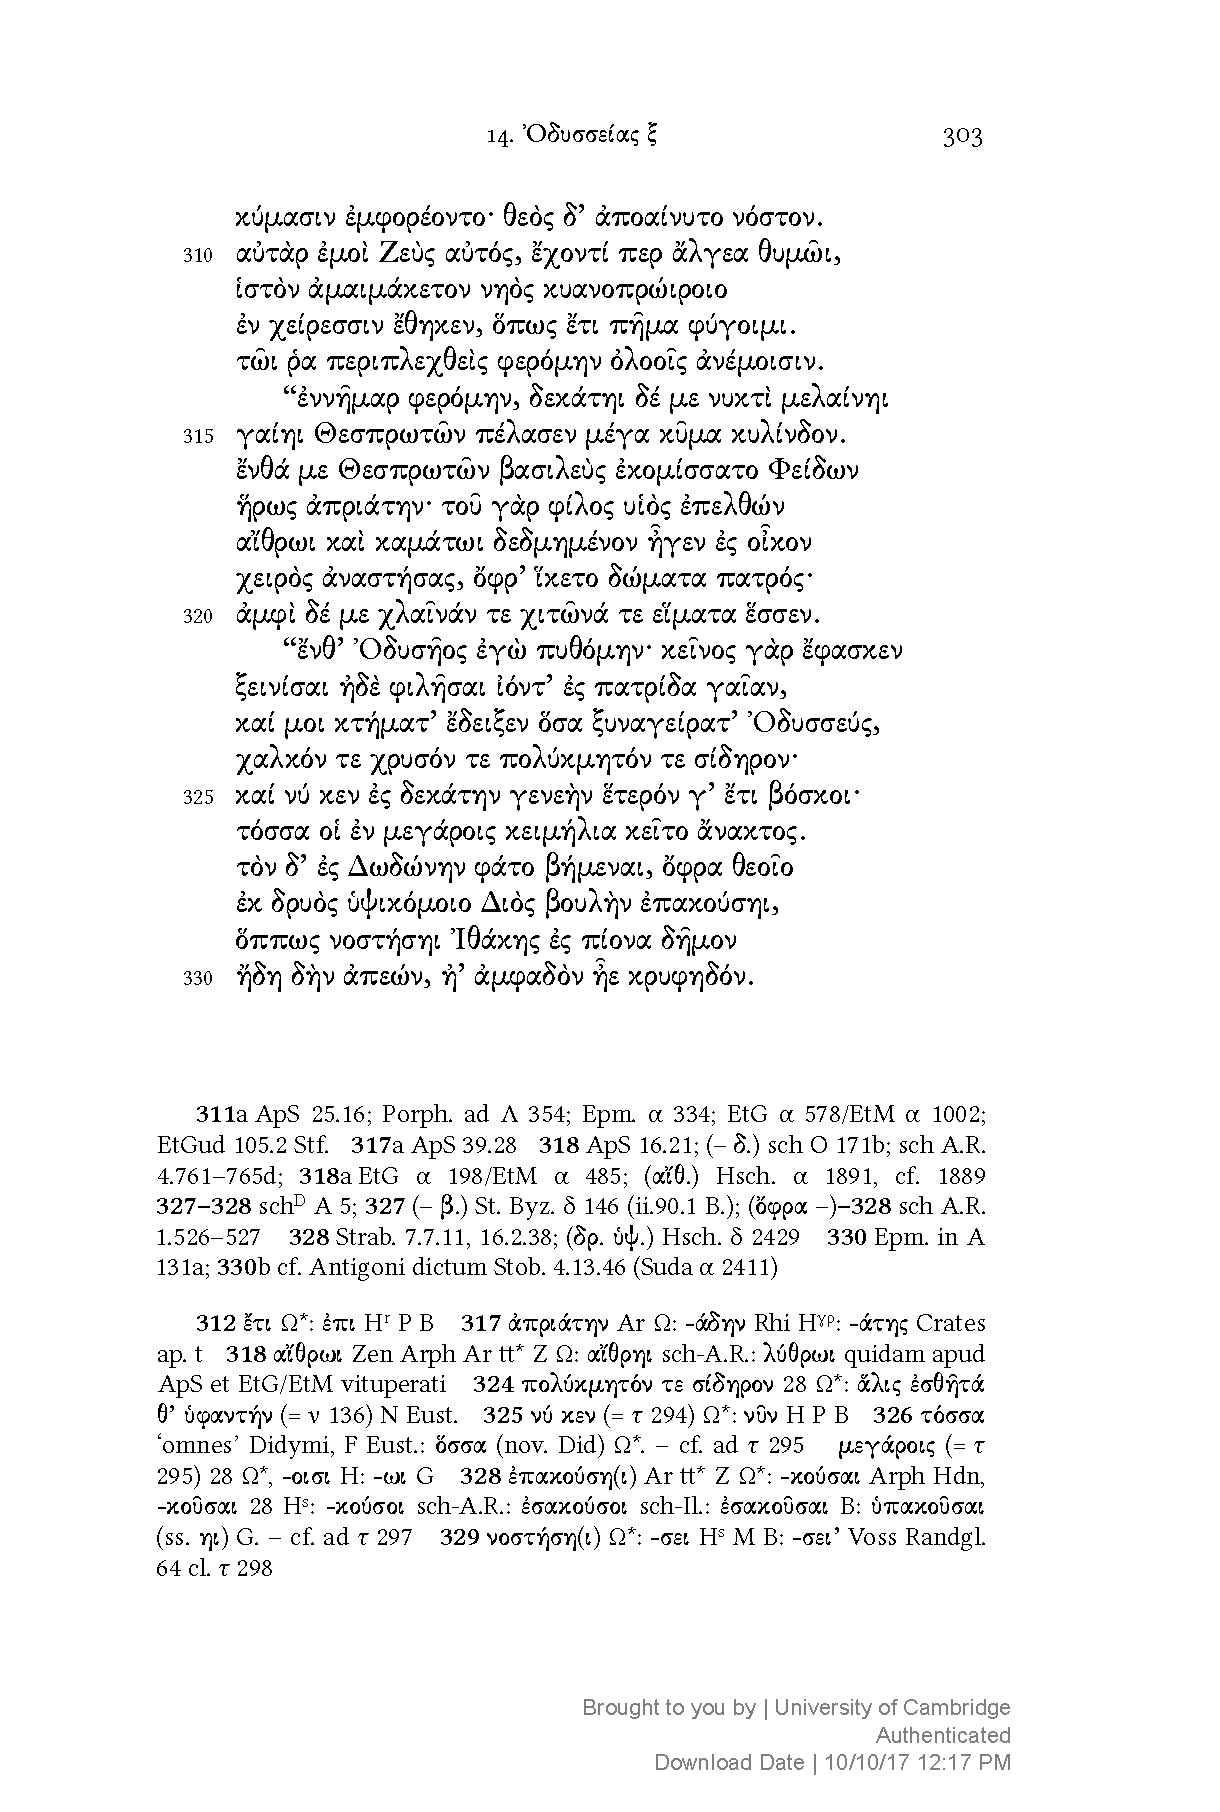 14. Ὀδυσσείας ξ 303
κύμασιν ἐμφορέοντο· θεὸς δ’ ἀποαίνυτο νόστον.
310 αὐτὰρ ἐμοὶ Ζεὺς αὐτός, ἔχοντί περ ἄλγεα θυμῶι,
ἱστὸν ἀμαιμάκετον νηὸς κυανοπρώιροιο
ἐν χείρεσσιν ἔθηκεν, ὅπως ἔτι πῆμα φύγοιμι.
τῶι ῥα περιπλεχθεὶς φερόμην ὀλοοῖς ἀνέμοισιν.
“ἐννῆμαρ φερόμην, δεκάτηι δέ με νυκτὶ μελαίνηι
315 γαίηι Θεσπρωτῶν πέλασεν μέγα κῦμα κυλίνδον.
ἔνθά με Θεσπρωτῶν βασιλεὺς ἐκομίσσατο Φείδων
ἥρως ἀπριάτην· τοῦ γὰρ φίλος υἱὸς ἐπελθών
αἴθρωι καὶ καμάτωι δεδμημένον ἦγεν ἐς οἶκον
χειρὸς ἀναστήσας, ὄφρ’ ἵκετο δώματα πατρός·
320 ἀμφὶ δέ με χλαῖνάν τε χιτῶνά τε εἵματα ἕσσεν.
“ἔνθ’ Ὀδυσῆος ἐγὼ πυθόμην· κεῖνος γὰρ ἔφασκεν
ξεινίσαι ἠδὲ φιλῆσαι ἰόντ’ ἐς πατρίδα γαῖαν,
καί μοι κτήματ’ ἔδειξεν ὅσα ξυναγείρατ’ Ὀδυσσεύς,
χαλκόν τε χρυσόν τε πολύκμητόν τε σίδηρον·
325 καί νύ κεν ἐς δεκάτην γενεὴν ἕτερόν γ’ ἔτι βόσκοι·
τόσσα οἱ ἐν μεγάροις κειμήλια κεῖτο ἄνακτος.
τὸν δ’ ἐς Δωδώνην φάτο βήμεναι, ὄφρα θεοῖο
ἐκ δρυὸς ὑψικόμοιο Διὸς βουλὴν ἐπακούσηι,
ὅππως νοστήσηι Ἰθάκης ἐς πίονα δῆμον
330 ἤδη δὴν ἀπεών, ἠ’ ἀμφαδὸν ἦε κρυφηδόν.
311a ApS 25.16; Porph. ad Λ 354; Epm. α 334; EtG α 578/EtM α 1002;
EtGud 105.2 Stf. 317a ApS 39.28 318 ApS 16.21; (– δ.) sch O 171b; sch A.R.
4.761–765d; 318a EtG α 198/EtM α 485; (αἴθ.) Hsch. α 1891, cf. 1889
327–328 schD A 5; 327 (– β.) St. Byz. δ 146 (ii.90.1 B.); (ὄφρα –)–328 sch A.R.
1.526–527 328 Strab. 7.7.11, 16.2.38; (δρ. ὑψ.) Hsch. δ 2429 330 Epm. in A
131a; 330b cf. Antigoni dictum Stob. 4.13.46 (Suda α 2411)
312 ἔτι Ω*: ἐπι Hʳ P B 317 ἀπριάτην Ar Ω: -άδην Rhi Hγρ: -άτης Crates
ap. t 318 αἴθρωι Zen Arph Ar tt* Z Ω: αἴθρηι sch-A.R.: λύθρωι quidam apud
ApS et EtG/EtM vituperati 324 πολύκμητόν τε σίδηρον 28 Ω*: ἅλις ἐσθῆτά
θ’ ὑφαντήν (= ν 136) N Eust. 325 νύ κεν (= τ 294) Ω*: νῦν H P B 326 τόσσα
‘omnes’ Didymi, F Eust.: ὅσσα (nov. Did) Ω*. – cf. ad τ 295 μεγάροις (= τ
295) 28 Ω*, -οισι H: -ωι G 328 ἐπακούση(ι) Ar tt* Z Ω*: -κούσαι Arph Hdn,
-κοῦσαι 28 Hˢ: -κούσοι sch-A.R.: ἐσακούσοι sch-Il.: ἐσακοῦσαι B: ὑπακοῦσαι
(ss. ηι) G. – cf. ad τ 297 329 νοστήση(ι) Ω*: -σει Hˢ M B: -σει’ Voss Randgl.
64 cl. τ 298
Brought to you by | University of Cambridge
Authenticated
Download Date | 10/10/17 12:17 PM